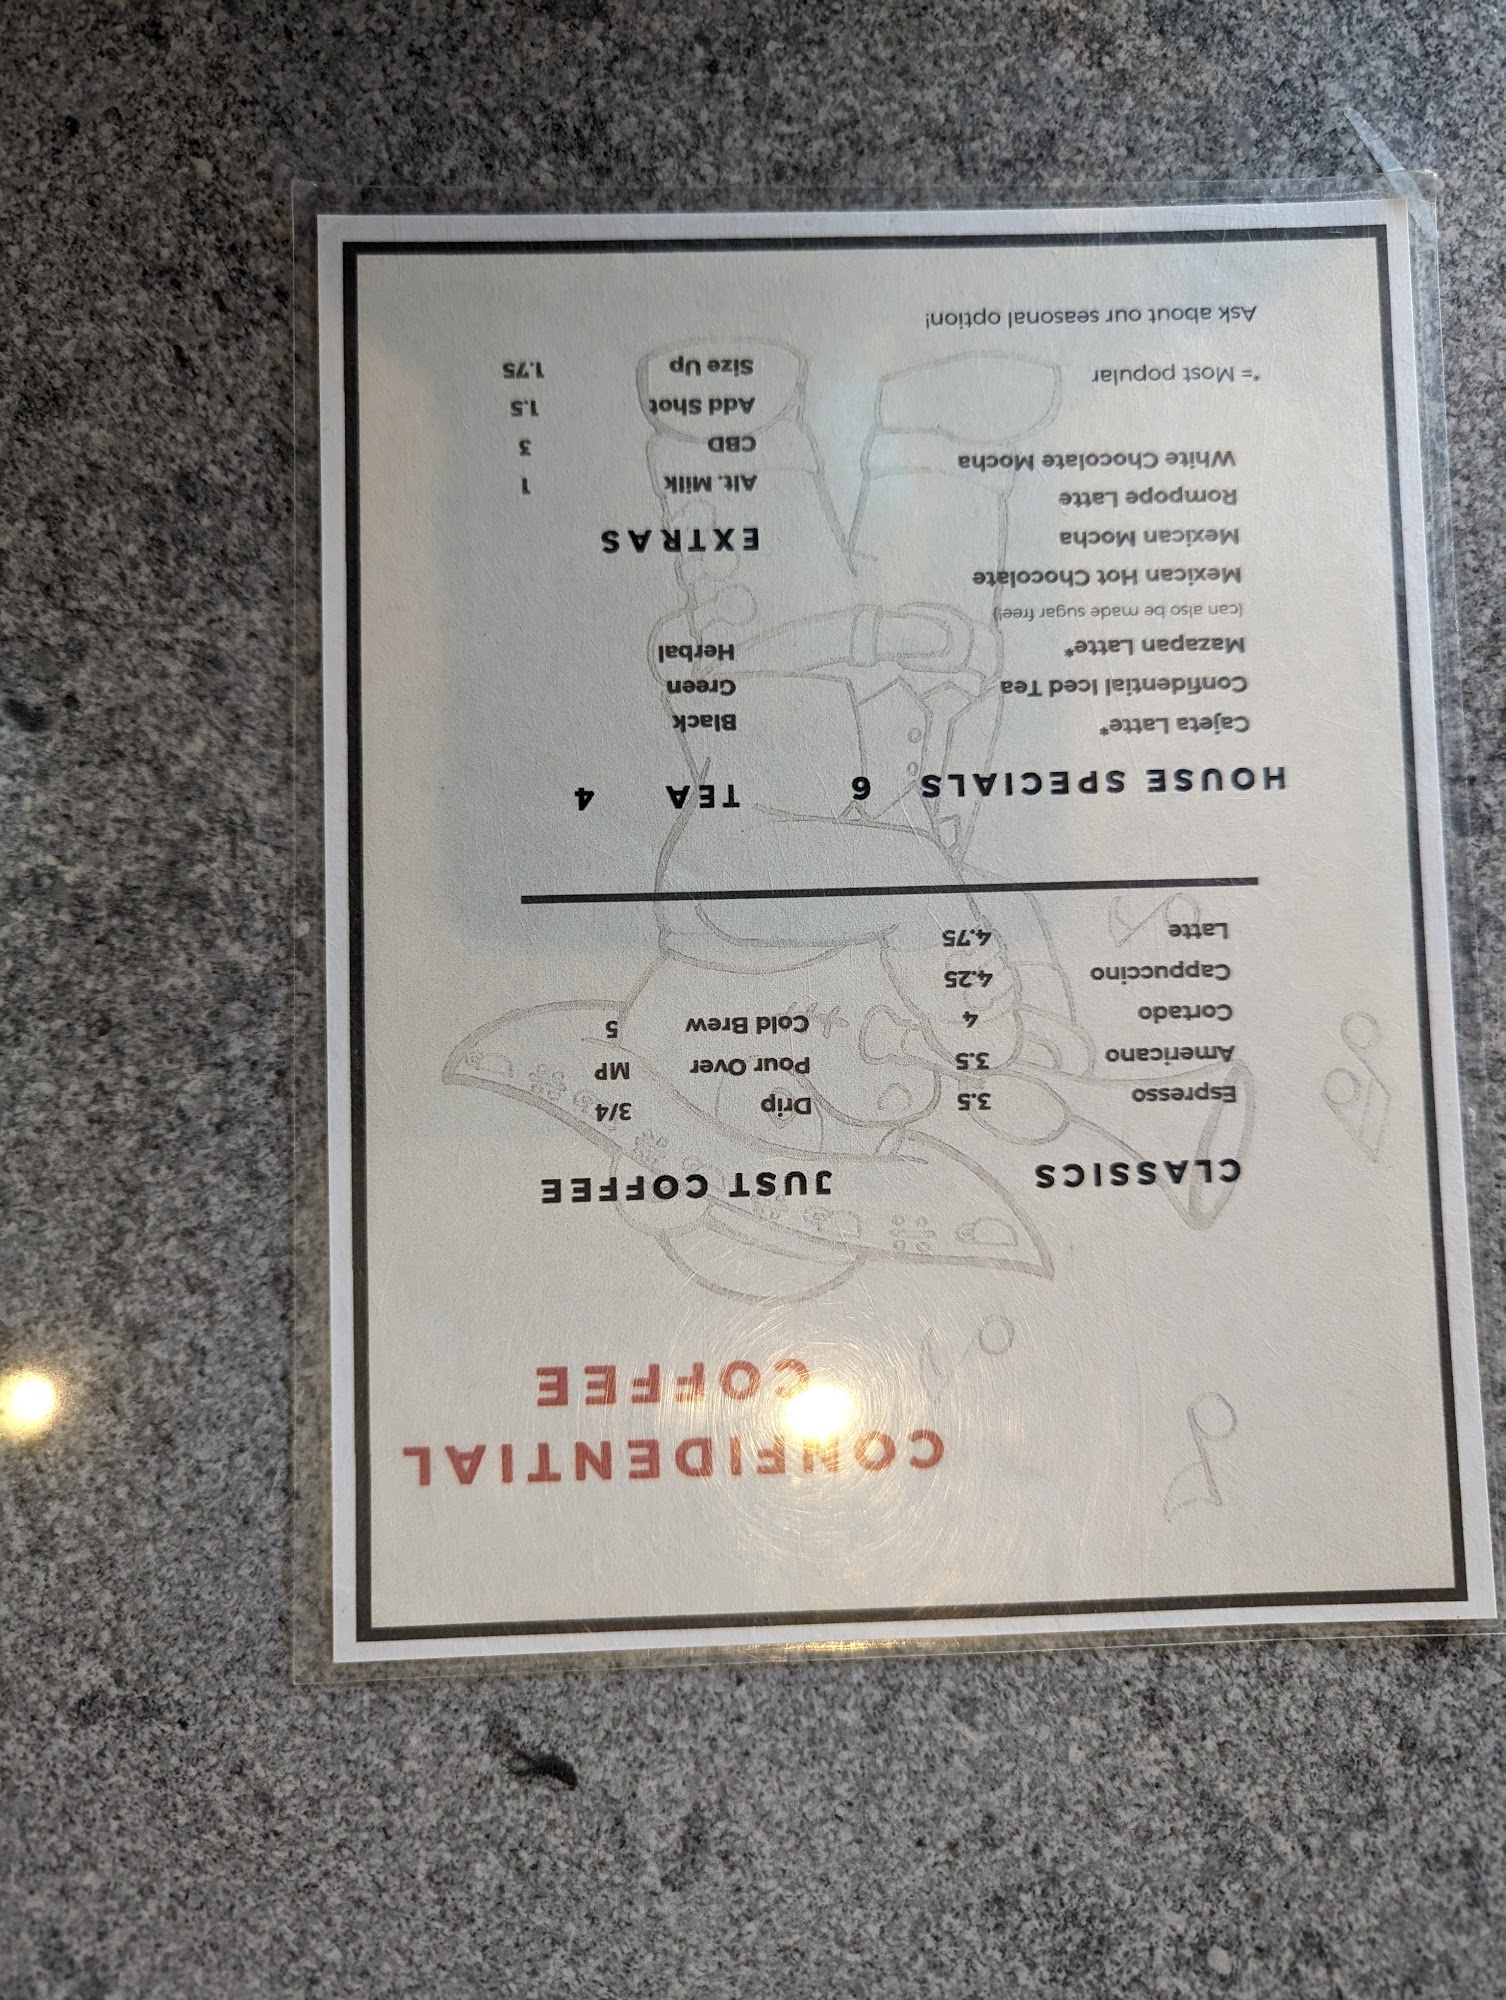 CONFIDENTIAL
COFFEE
CLASSICS
Espresso 3.5
Americano 3.5
Cortado 4
Cappuccino 4.25
Latte 4.75
JUST COFFEE
Drip 3/4
Pour Over MP
Cold Brew 5
HOUSE SPECIALS 6
Cajeta Latte*
Confidential Iced Tea
Mazapan Latte*
(can also be made sugar free!)
Mexican Hot Chocolate
Mexican Mocha
Rompope Latte
White Chocolate Mocha
*= Most popular
Ask about our seasonal option!
TEA 4
Black
Green
Herbal
EXTRAS
Alt. Milk 1
CBD 3
Add Shot 1.5
Size Up 1.75